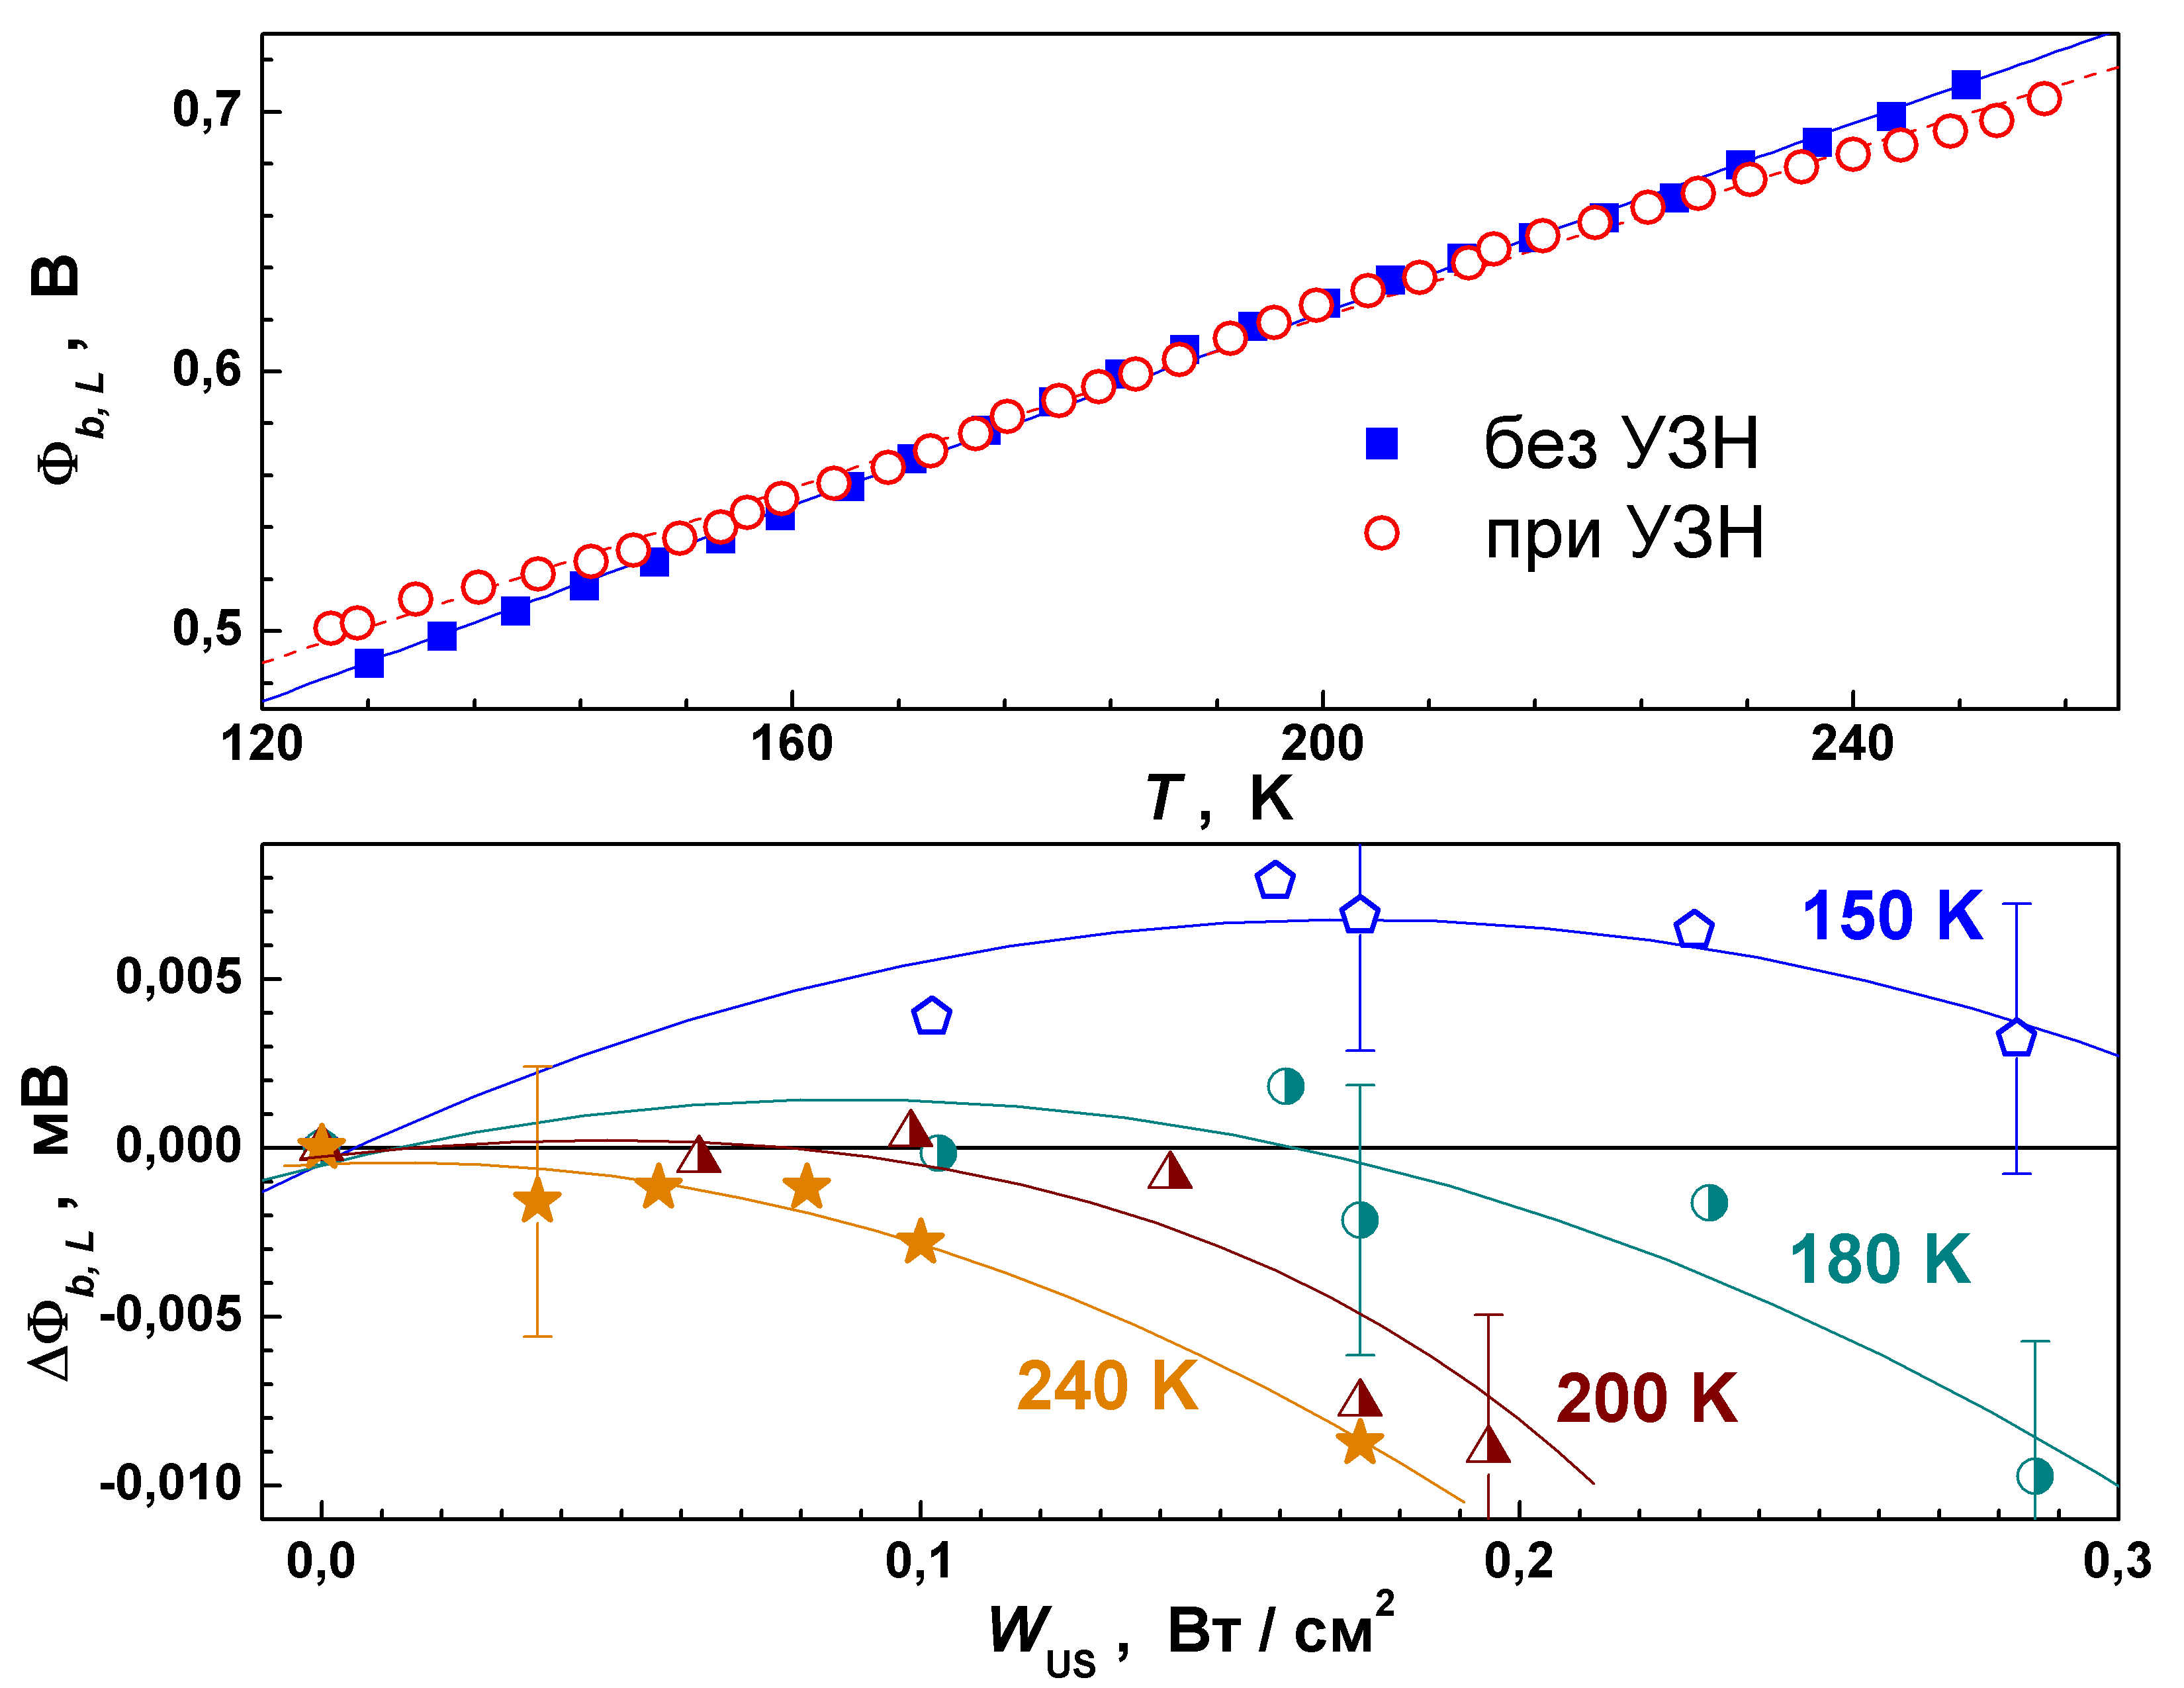 0,7
0,6
0,5
Φb, L , В
без УЗН
при УЗН
120 160 200 240
T , K
0,005
0,000
-0,005
-0,010
ΔΦb, L , мВ
150 K
180 K
200 K
240 K
0,0 0,1 0,2 0,3
WUS , Вт / см2